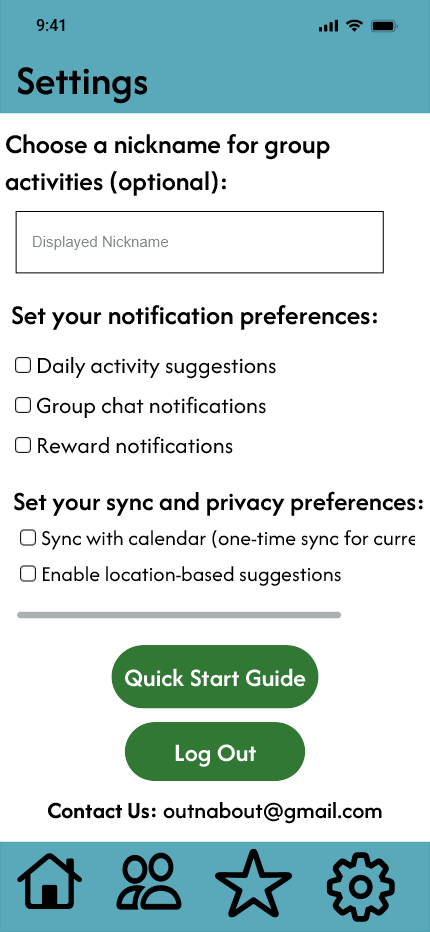 9:41
Settings
Choose a nickname for group
activities (optional):
Displayed Nickname
Set your notification preferences:
Daily activity suggestions
Group chat notifications
Reward notifications
Set your sync and privacy preferences:
Sync with calendar (one-time sync for curre
Enable location-based suggestions
Quick Start Guide
Log Out
Contact Us: outnabout@gmail.com